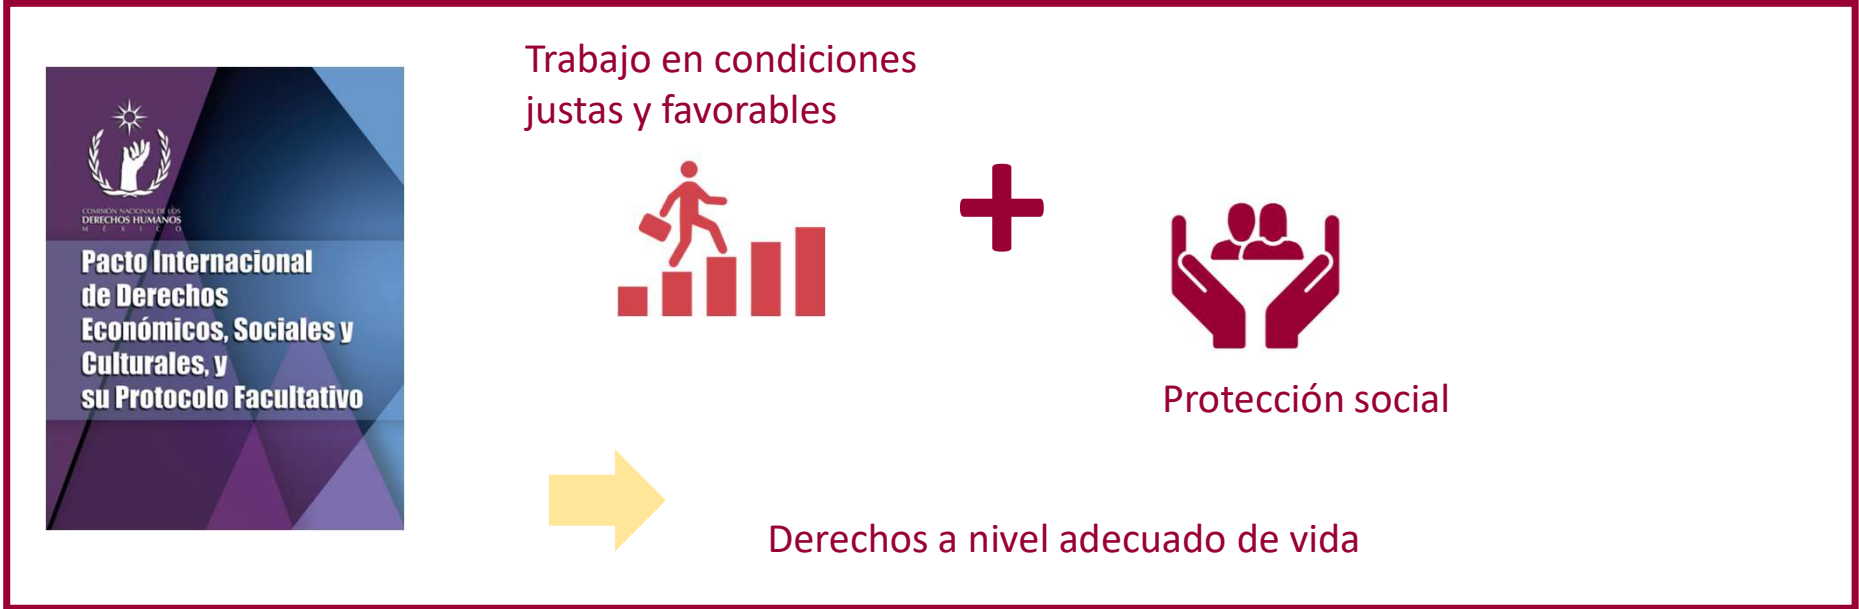 COMISIÓN NACIONAL DE LOS
DERECHOS HUMANOS
MÉXICO
Pacto Internacional
de Derechos
Económicos, Sociales y
Culturales, y
su Protocolo Facultativo
Trabajo en condiciones
justas y favorables
Protección social
Derechos a nivel adecuado de vida